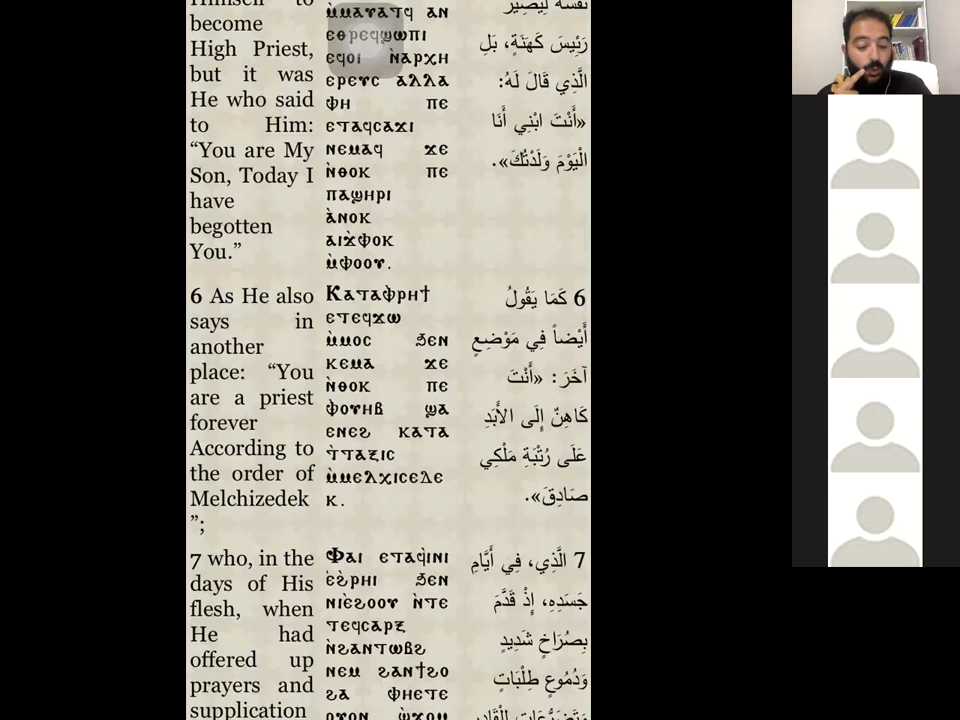 become
High Priest,
but it was
He who said
to Him:
“You are My
Son, Today I
have
begotten
You.”
6 As He also
says in
another
place: “You
are a priest
forever
According to
the order of
Melchizedek
”;
7 who, in the
days of His
flesh, when
He had
offered up
prayers and
supplication
ⲙ̀ⲙⲁⲩⲁⲧϥ ⲁⲛ
ⲉⲑⲣⲉϥϣⲱⲡⲓ
ⲉϥⲟⲓ ⲛ̀ⲁⲣⲭⲏ
ⲉⲣⲉⲩⲥ ⲁⲗⲗⲁ
ⲫⲏ ⲡⲉ
ⲉⲧⲁϥⲥⲁϫⲓ
ⲛⲉⲙⲁϥ ϫⲉ
ⲛ̀ⲑⲟⲕ ⲡⲉ
ⲡⲁϣⲏⲣⲓ
ⲁ̀ⲛⲟⲕ
ⲁⲓϫ̀ⲫⲟⲕ
ⲙ̀ⲫⲟⲟⲩ.
Ⲕⲁⲧⲁⲫ̀ⲣⲏϯ
ⲉⲧⲉϥϫⲱ
ⲙ̀ⲙⲟⲥ ϧⲉⲛ
ⲕⲉⲙⲁ ϫⲉ
ⲛ̀ⲑⲟⲕ ⲡⲉ
ⲫ̀ⲟⲩⲏⲃ ϣⲁ
ⲉⲛⲉϩ ⲕⲁⲧⲁ
ⲧ̀ⲧⲁⲝⲓⲥ
ⲙ̀ⲙⲉⲗⲭⲓⲥⲉⲇⲉ
ⲕ.
Ⲫⲁⲓ ⲉⲧⲁϥ̀ⲓⲛⲓ
ⲉ̀ϩ̀ⲣⲏⲓ ϧⲉⲛ
ⲛⲓⲉ̀ϩⲟⲟⲩ ⲛ̀ⲧⲉ
ⲧⲉϥⲥⲁⲣⲝ
ⲛ̀ϩⲁⲛⲧⲱⲃϩ
ⲛⲉⲙ ϩⲁⲛϯϩⲟ
ϩⲁ ⲫⲏⲉⲧⲉ
رَئِيسَ كَهَنَةٍ، بَلِ
الَّذِي قَالَ لَهُ:
«أَنْتَ ابْنِي أَنَا
الْيَوْمَ وَلَدْتُكَ».
6 كَمَا يَقُولُ
أَيْضاً فِي مَوْضِعٍ
آخَرَ: «أَنْتَ
كَاهِنٌ إِلَى الأَبَدِ
عَلَى رُتْبَةِ مَلْكِي
صَادِقَ».
7 الَّذِي، فِي أَيَّامِ
جَسَدِهِ، إِذْ قَدَّمَ
بِصُرَاخٍ شَدِيدٍ
وَدُمُوعٍ طِلْبَاتٍ